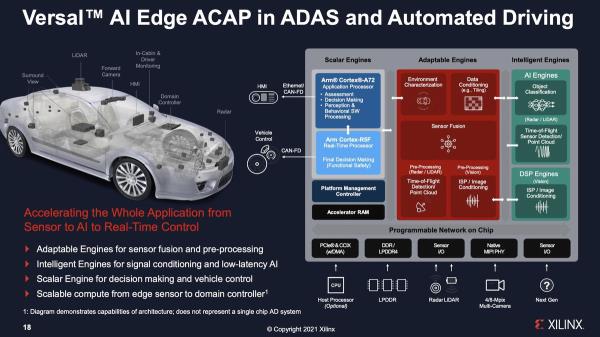 Versal™ AI Edge ACAP in ADAS and Automated Driving
Surround
View
LiDAR
Forward
Camera
In-Cabin &
Driver
Monitoring
HMI
Domain
Controller
Radar
HMI
Ethernet/
CAN-FD
Vehicle
Control
CAN-FD
Scalar Engines
Arm® Cortex®-A72
Application Processor
• Assessment
• Decision Making
• Perception &
Behavioral SW
Processing
Arm Cortex-R5F
Real-Time Processor
Final Decision Making
(Functional Safety)
Platform Management
Controller
Accelerator RAM
Adaptable Engines
Environment
Characterization
Data
Conditioning
(e.g., Tiling)
Sensor Fusion
Pre-Processing
(Radar / LiDAR)
Time-of-Flight
Detection/
Point Cloud
Pre-Processing
(Vision)
ISP / Image
Conditioning
Intelligent Engines
AI Engines
Object
Classification
(Radar / LiDAR)
Time-of-Flight
Sensor Detection/
Point Cloud
DSP Engines
(Vision)
ISP / Image
Conditioning
Programmable Network on Chip
PCIe® & CCIX
(w/DMA)
DDR /
LPDDR4
Sensor
I/O
Native
MIPI PHY
Sensor
I/O
CPU
Host Processor
(Optional)
LPDDR
Radar LiDAR
4/8-Mpix
Multi-Camera
?
Next Gen
Accelerating the Whole Application from
Sensor to AI to Real-Time Control
Adaptable Engines for sensor fusion and pre-processing
Intelligent Engines for signal conditioning and low-latency AI
Scalar Engine for decision making and vehicle control
Scalable compute from edge sensor to domain controller¹
1: Diagram demonstrates capabilities of architecture; does not represent a single chip AD system
18
© Copyright 2021 Xilinx
XILINX